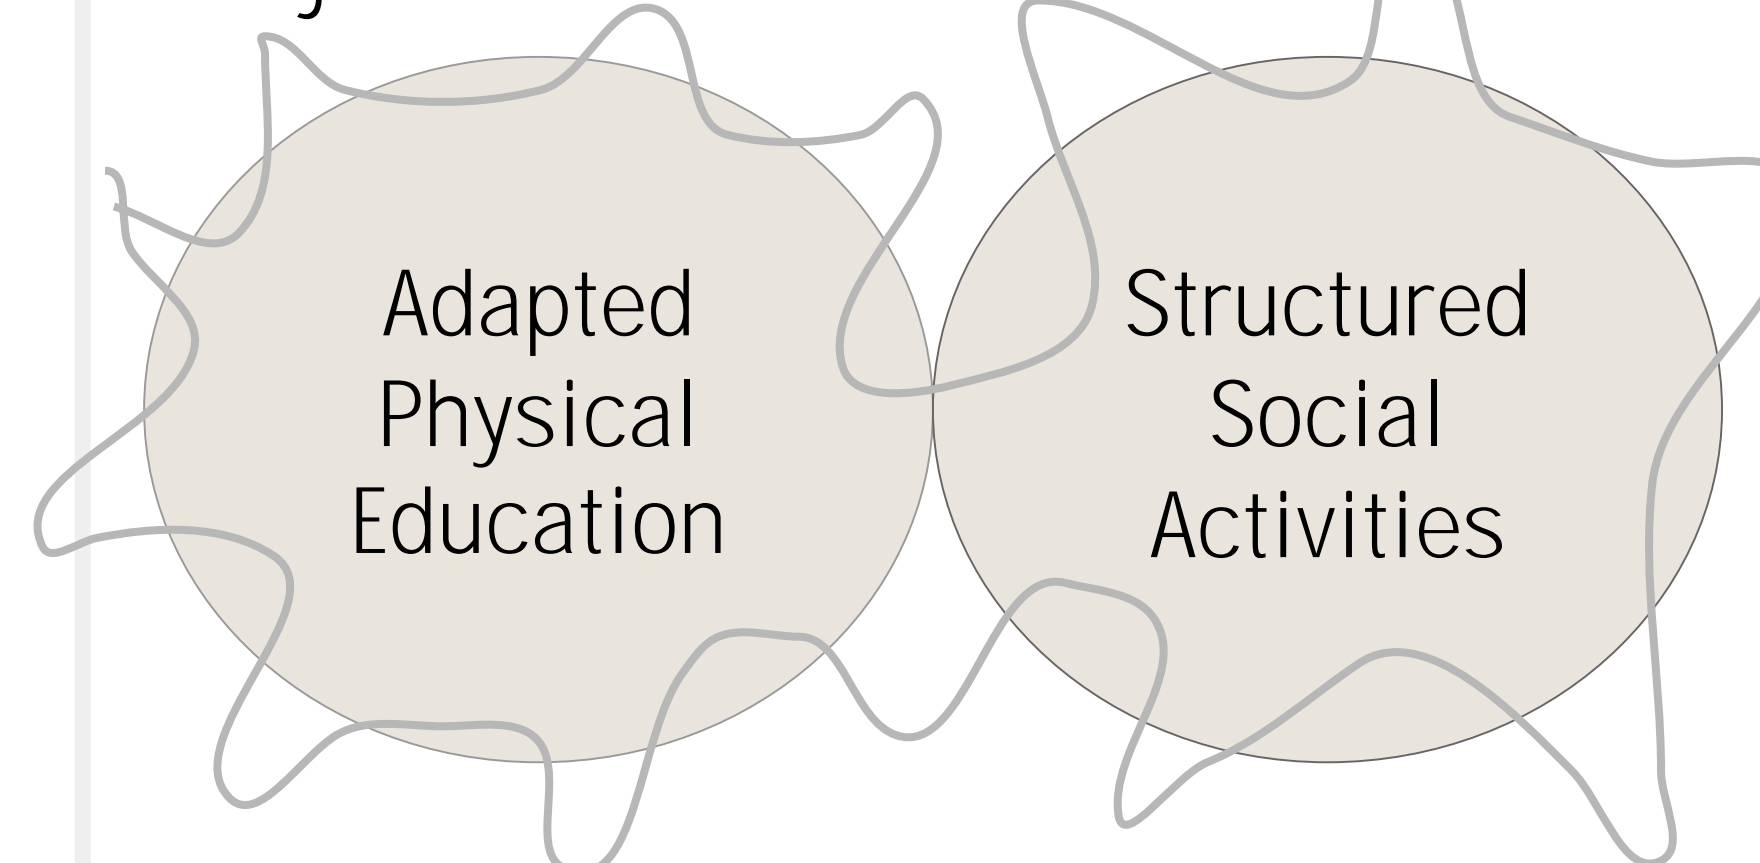 Adapted
Physical
Education
Structured
Social
Activities